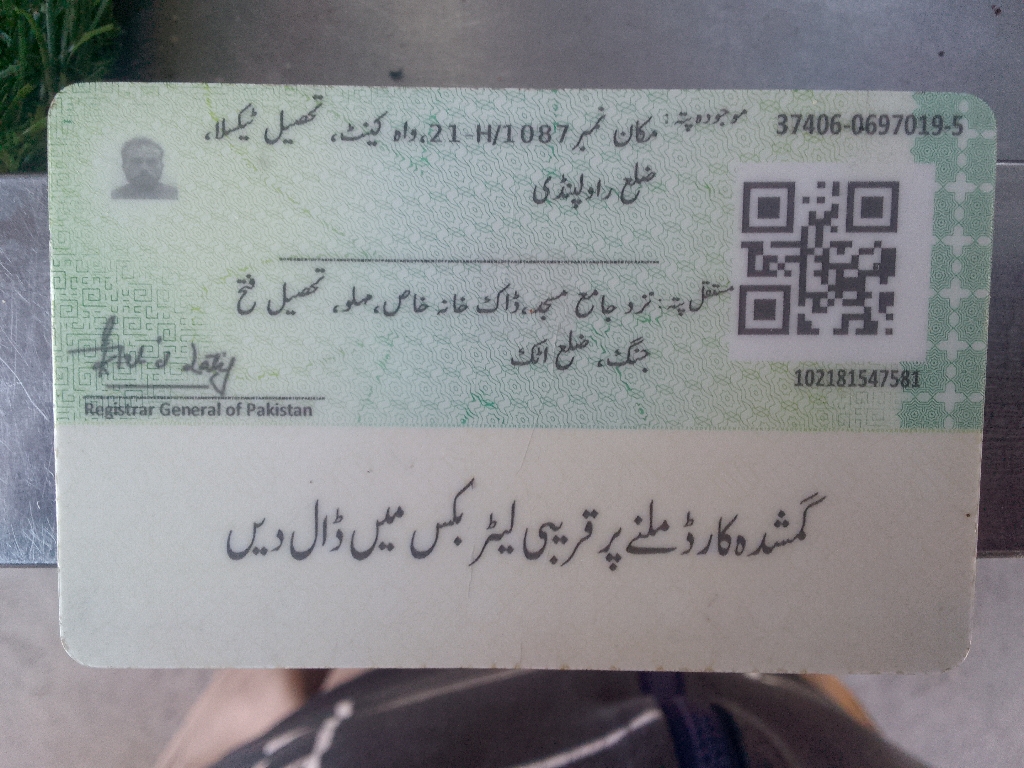 37406-0697019-5
موجودہ پتہ: مکان نمبر 21-H/1087، واہ کینٹ، تحصیل ٹیکسلا،
ضلع راولپنڈی
مستقل پتہ: نزد جامع مسجد، ڈاک خانہ خاص، مہلو، تحصیل فتح
جنگ، ضلع اٹک
102181547581
Registrar General of Pakistan
گمشدہ کارڈ ملنے پر قریبی لیٹر بکس میں ڈال دیں